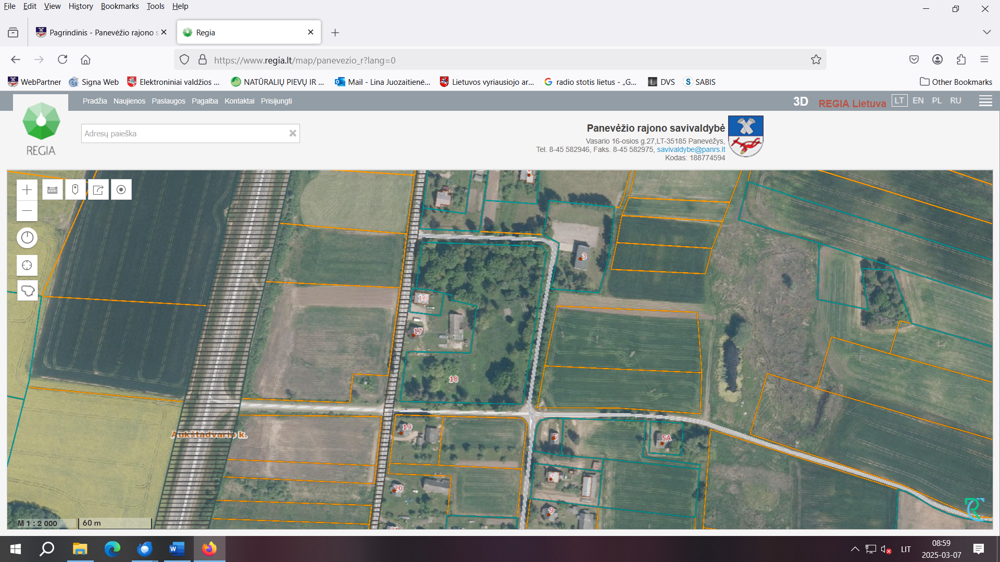 File Edit View History Bookmarks Tools Help
Pagrindinis - Panevėžio rajono s
Regia
https://www.regia.lt/map/panevezio_r?lang=0
WebPartner Signa Web Elektroniniai valdžios ... NATŪRALIŲ PIEVŲ IR ... Mail - Lina Juozaitienė... Lietuvos vyriausiojo ar... radio stotis lietus - „G... DVS SABIS Other Bookmarks
Pradžia Naujienos Paslaugos Pagalba Kontaktai Prisijungti 3D REGIA Lietuva LT EN PL RU
REGIA
Adresų paieška
Panevėžio rajono savivaldybė
Vasario 16-osios g.27,LT-35185 Panevėžys,
Tel. 8-45 582946, Faks. 8-45 582975, savivaldybe@panrs.lt
Kodas: 188774594
3
16
17
18
19
5
5A
Aukštadvario k.
7
20
9
M 1 : 2 000 60 m
LIT
08:59
2025-03-07